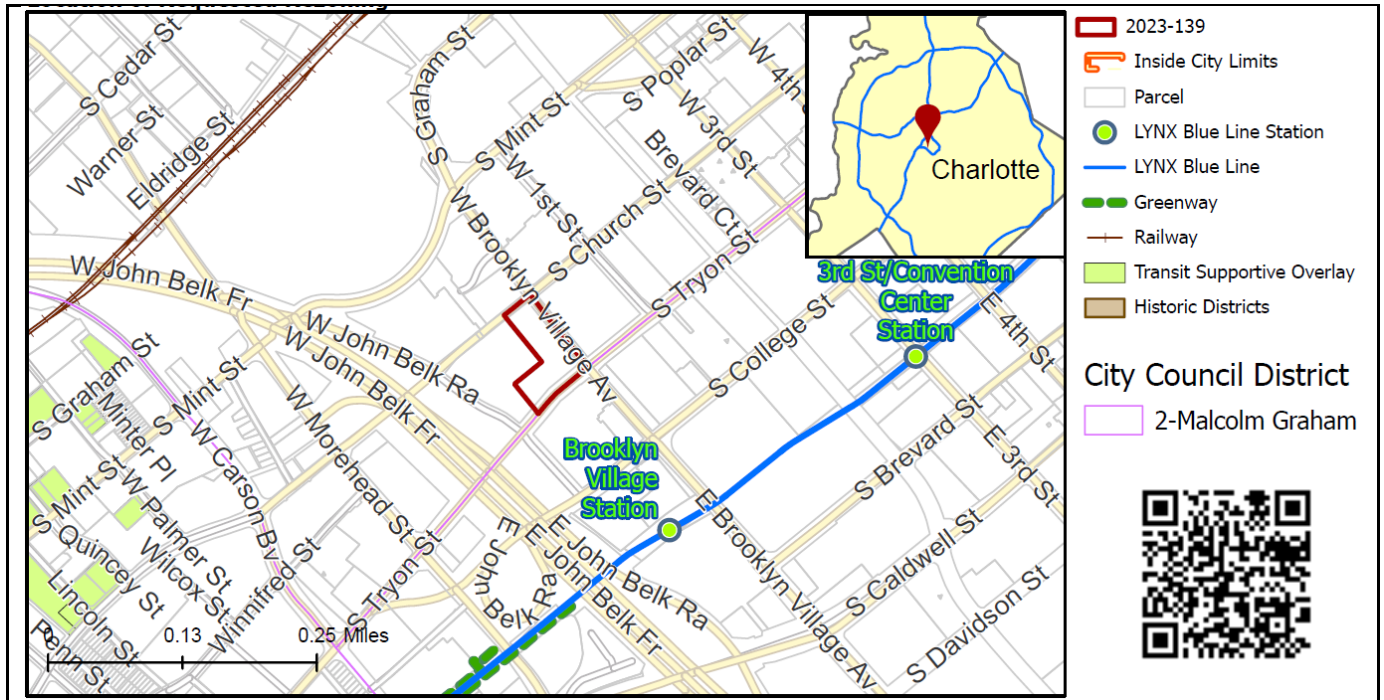 Location of Requested Rezoning
S Cedar St
Warner St
Eldridge St
S Graham St
S Mint St
S Poplar St
W 4th S
W 3rd St
Brevard Ct
W 1st St
S Church St
W Brooklyn Village Av
S Tryon St
W John Belk Fr
W John Belk Ra
W John Belk Fr
S College St
3rd St/Convention
Center
Station
E 4th St
Charlotte
S Graham St
S Mint St
Minter Pl
W Morehead St
W Carson Bv
Brooklyn
Village
Station
S Brevard St
E 3rd St
S Mint St
W Palmer St
Quincey St
Wilcox St
Winnifred St
Lincoln St
Penn St
S Tryon St
E John Belk Ra
E John Belk Ra
E John Belk Fr
E Brooklyn Village Av
S Caldwell St
S Davidson St
0 0.13 0.25 Miles
2023-139
Inside City Limits
Parcel
LYNX Blue Line Station
LYNX Blue Line
Greenway
Railway
Transit Supportive Overlay
Historic Districts
City Council District
2-Malcolm Graham